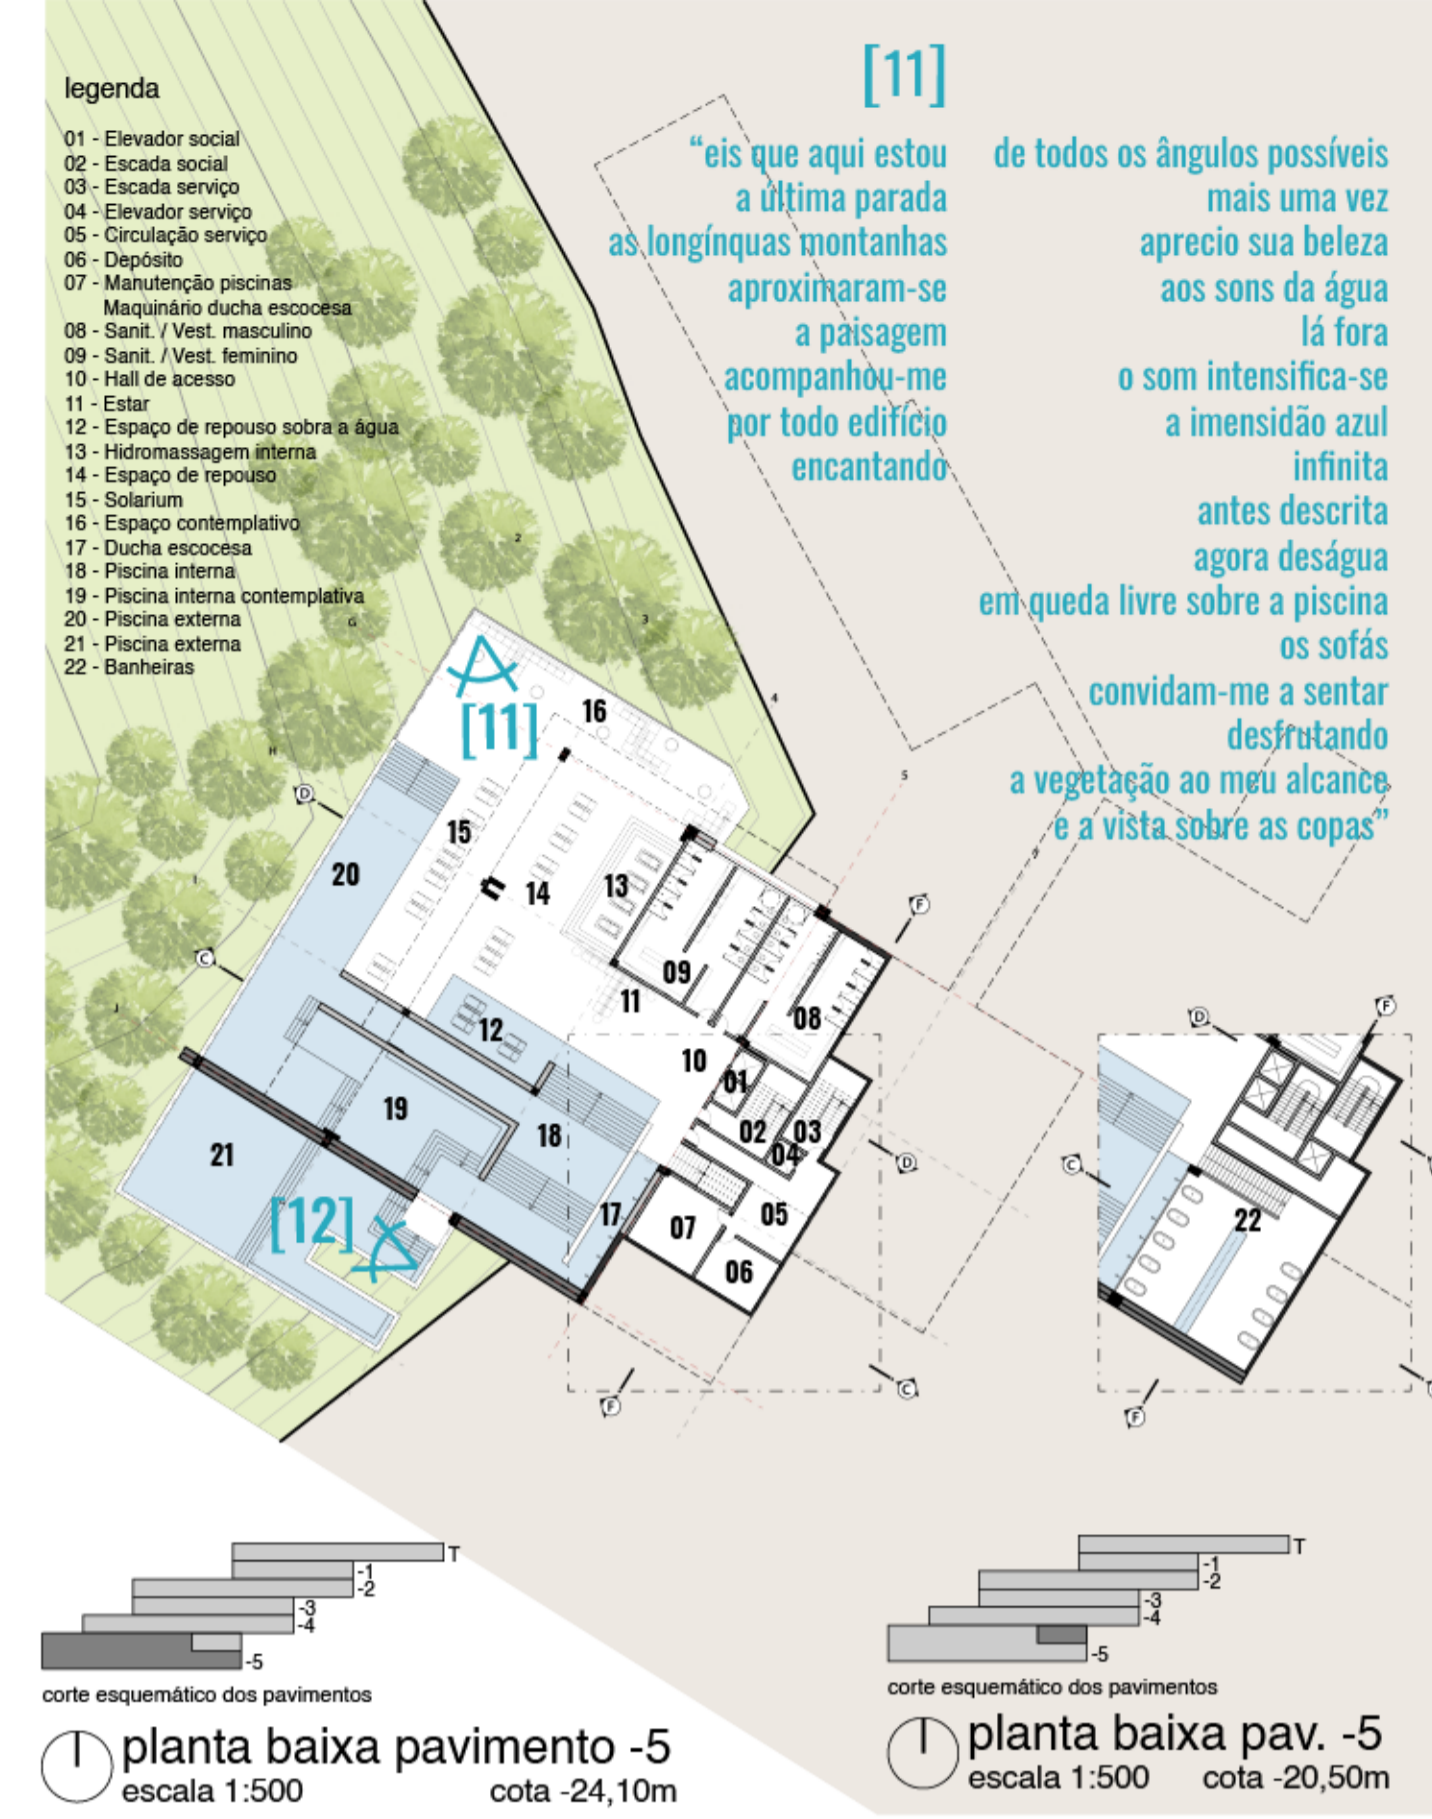 legenda
01 - Elevador social
02 - Escada social
03 - Escada serviço
04 - Elevador serviço
05 - Circulação serviço
06 - Depósito
07 - Manutenção piscinas
Maquinário ducha escocesa
08 - Sanit. / Vest. masculino
09 - Sanit. / Vest. feminino
10 - Hall de acesso
11 - Estar
12 - Espaço de repouso sobra a água
13 - Hidromassagem interna
14 - Espaço de repouso
15 - Solarium
16 - Espaço contemplativo
17 - Ducha escocesa
18 - Piscina interna
19 - Piscina interna contemplativa
20 - Piscina externa
21 - Piscina externa
22 - Banheiras
[11]
“eis que aqui estou
a última parada
as longínquas montanhas
aproximaram-se
a paisagem
acompanhou-me
por todo edifício
encantando
de todos os ângulos possíveis
mais uma vez
aprecio sua beleza
aos sons da água
lá fora
o som intensifica-se
a imensidão azul
infinita
antes descrita
agora deságua
em queda livre sobre a piscina
os sofás
convidam-me a sentar
desfrutando
a vegetação ao meu alcance
e a vista sobre as copas”
2
3
G
4
[11]
16
H
5
D
15
20
14
13
7
I
F
C
09
11
08
12
J
10
01
19
18
02
03
04
21
D
[12]
17
07
05
06
F
C
D
F
C
22
F
T
-1
-2
-3
-4
-5
corte esquemático dos pavimentos
planta baixa pavimento -5
escala 1:500
cota -24,10m
T
-1
-2
-3
-4
-5
corte esquemático dos pavimentos
planta baixa pav. -5
escala 1:500
cota -20,50m